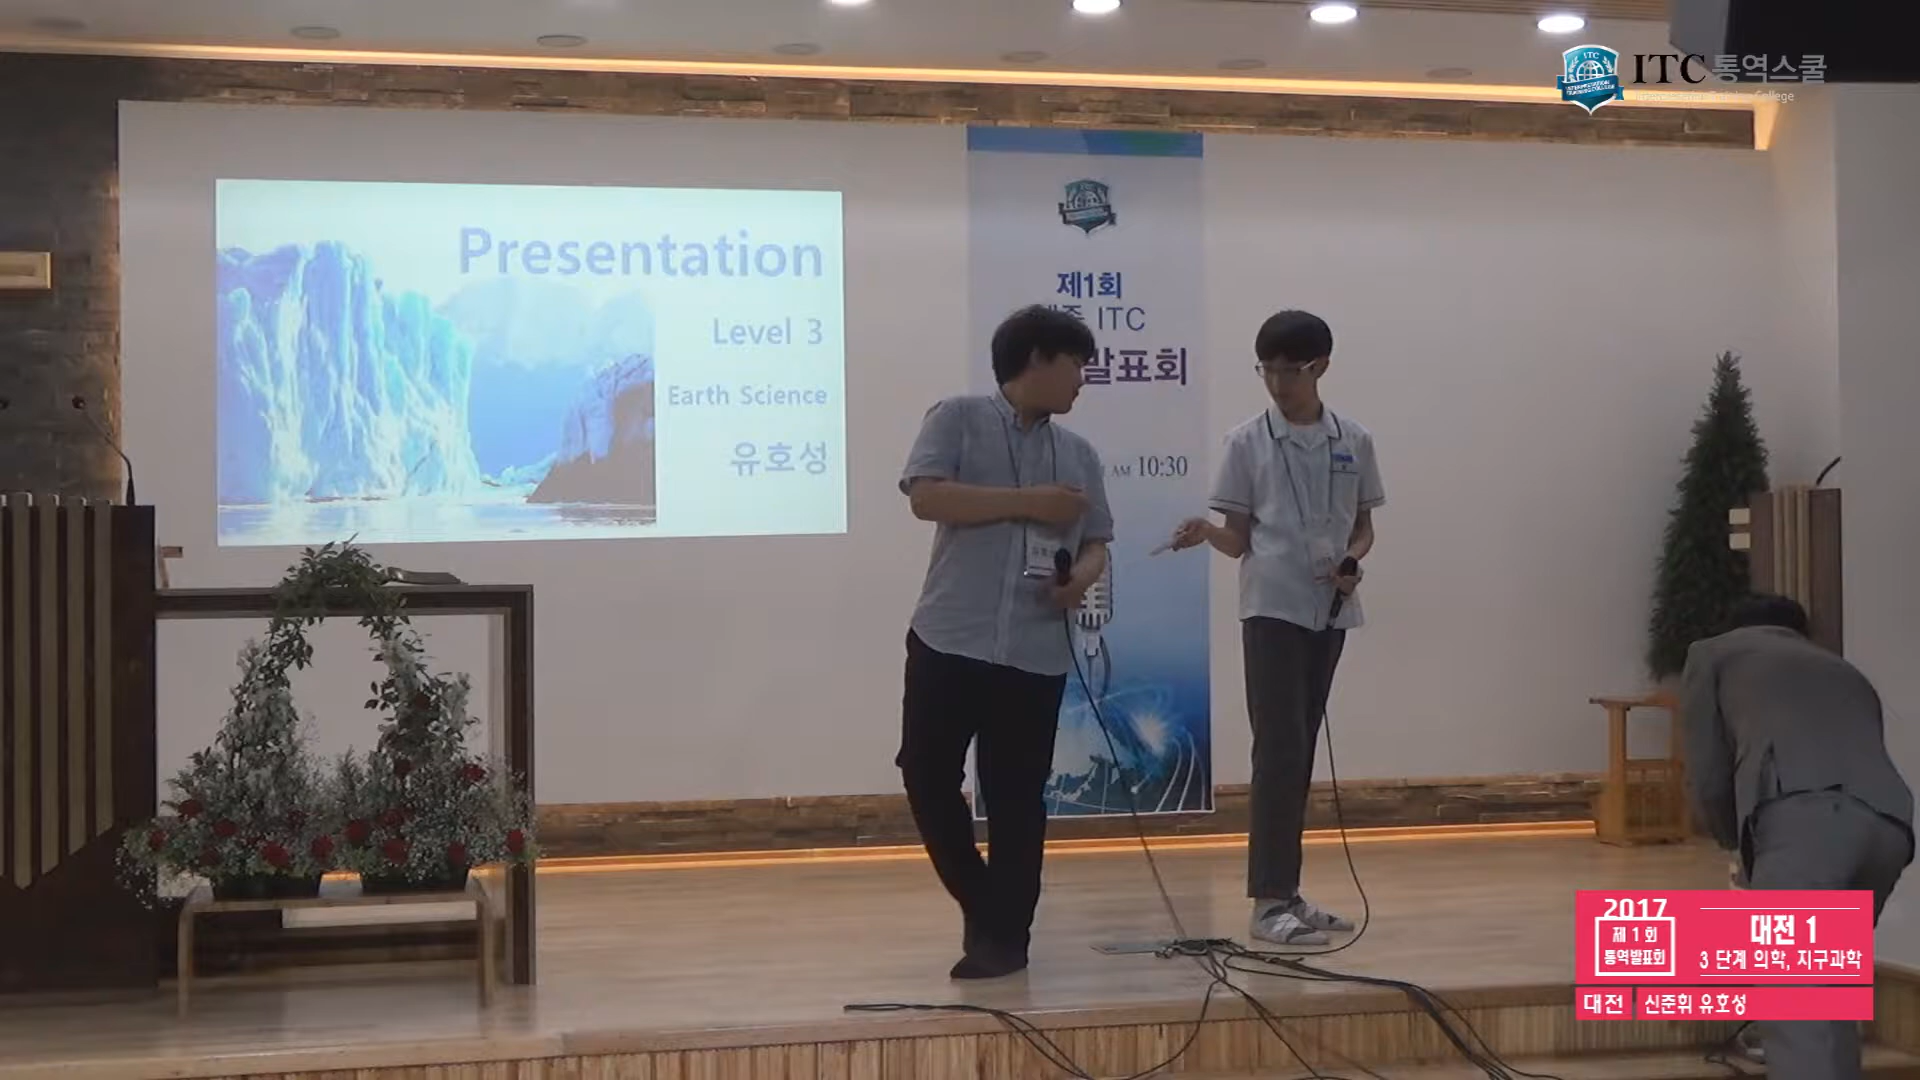 ITC 통역스쿨
Presentation
Level 3
Earth Science
유호성
ITC
제1회
ITC
발표회
AM 10:30
2017
제 1 회
통역발표회
대전 1
3 단계 의학, 지구과학
대전
신준휘 유호성